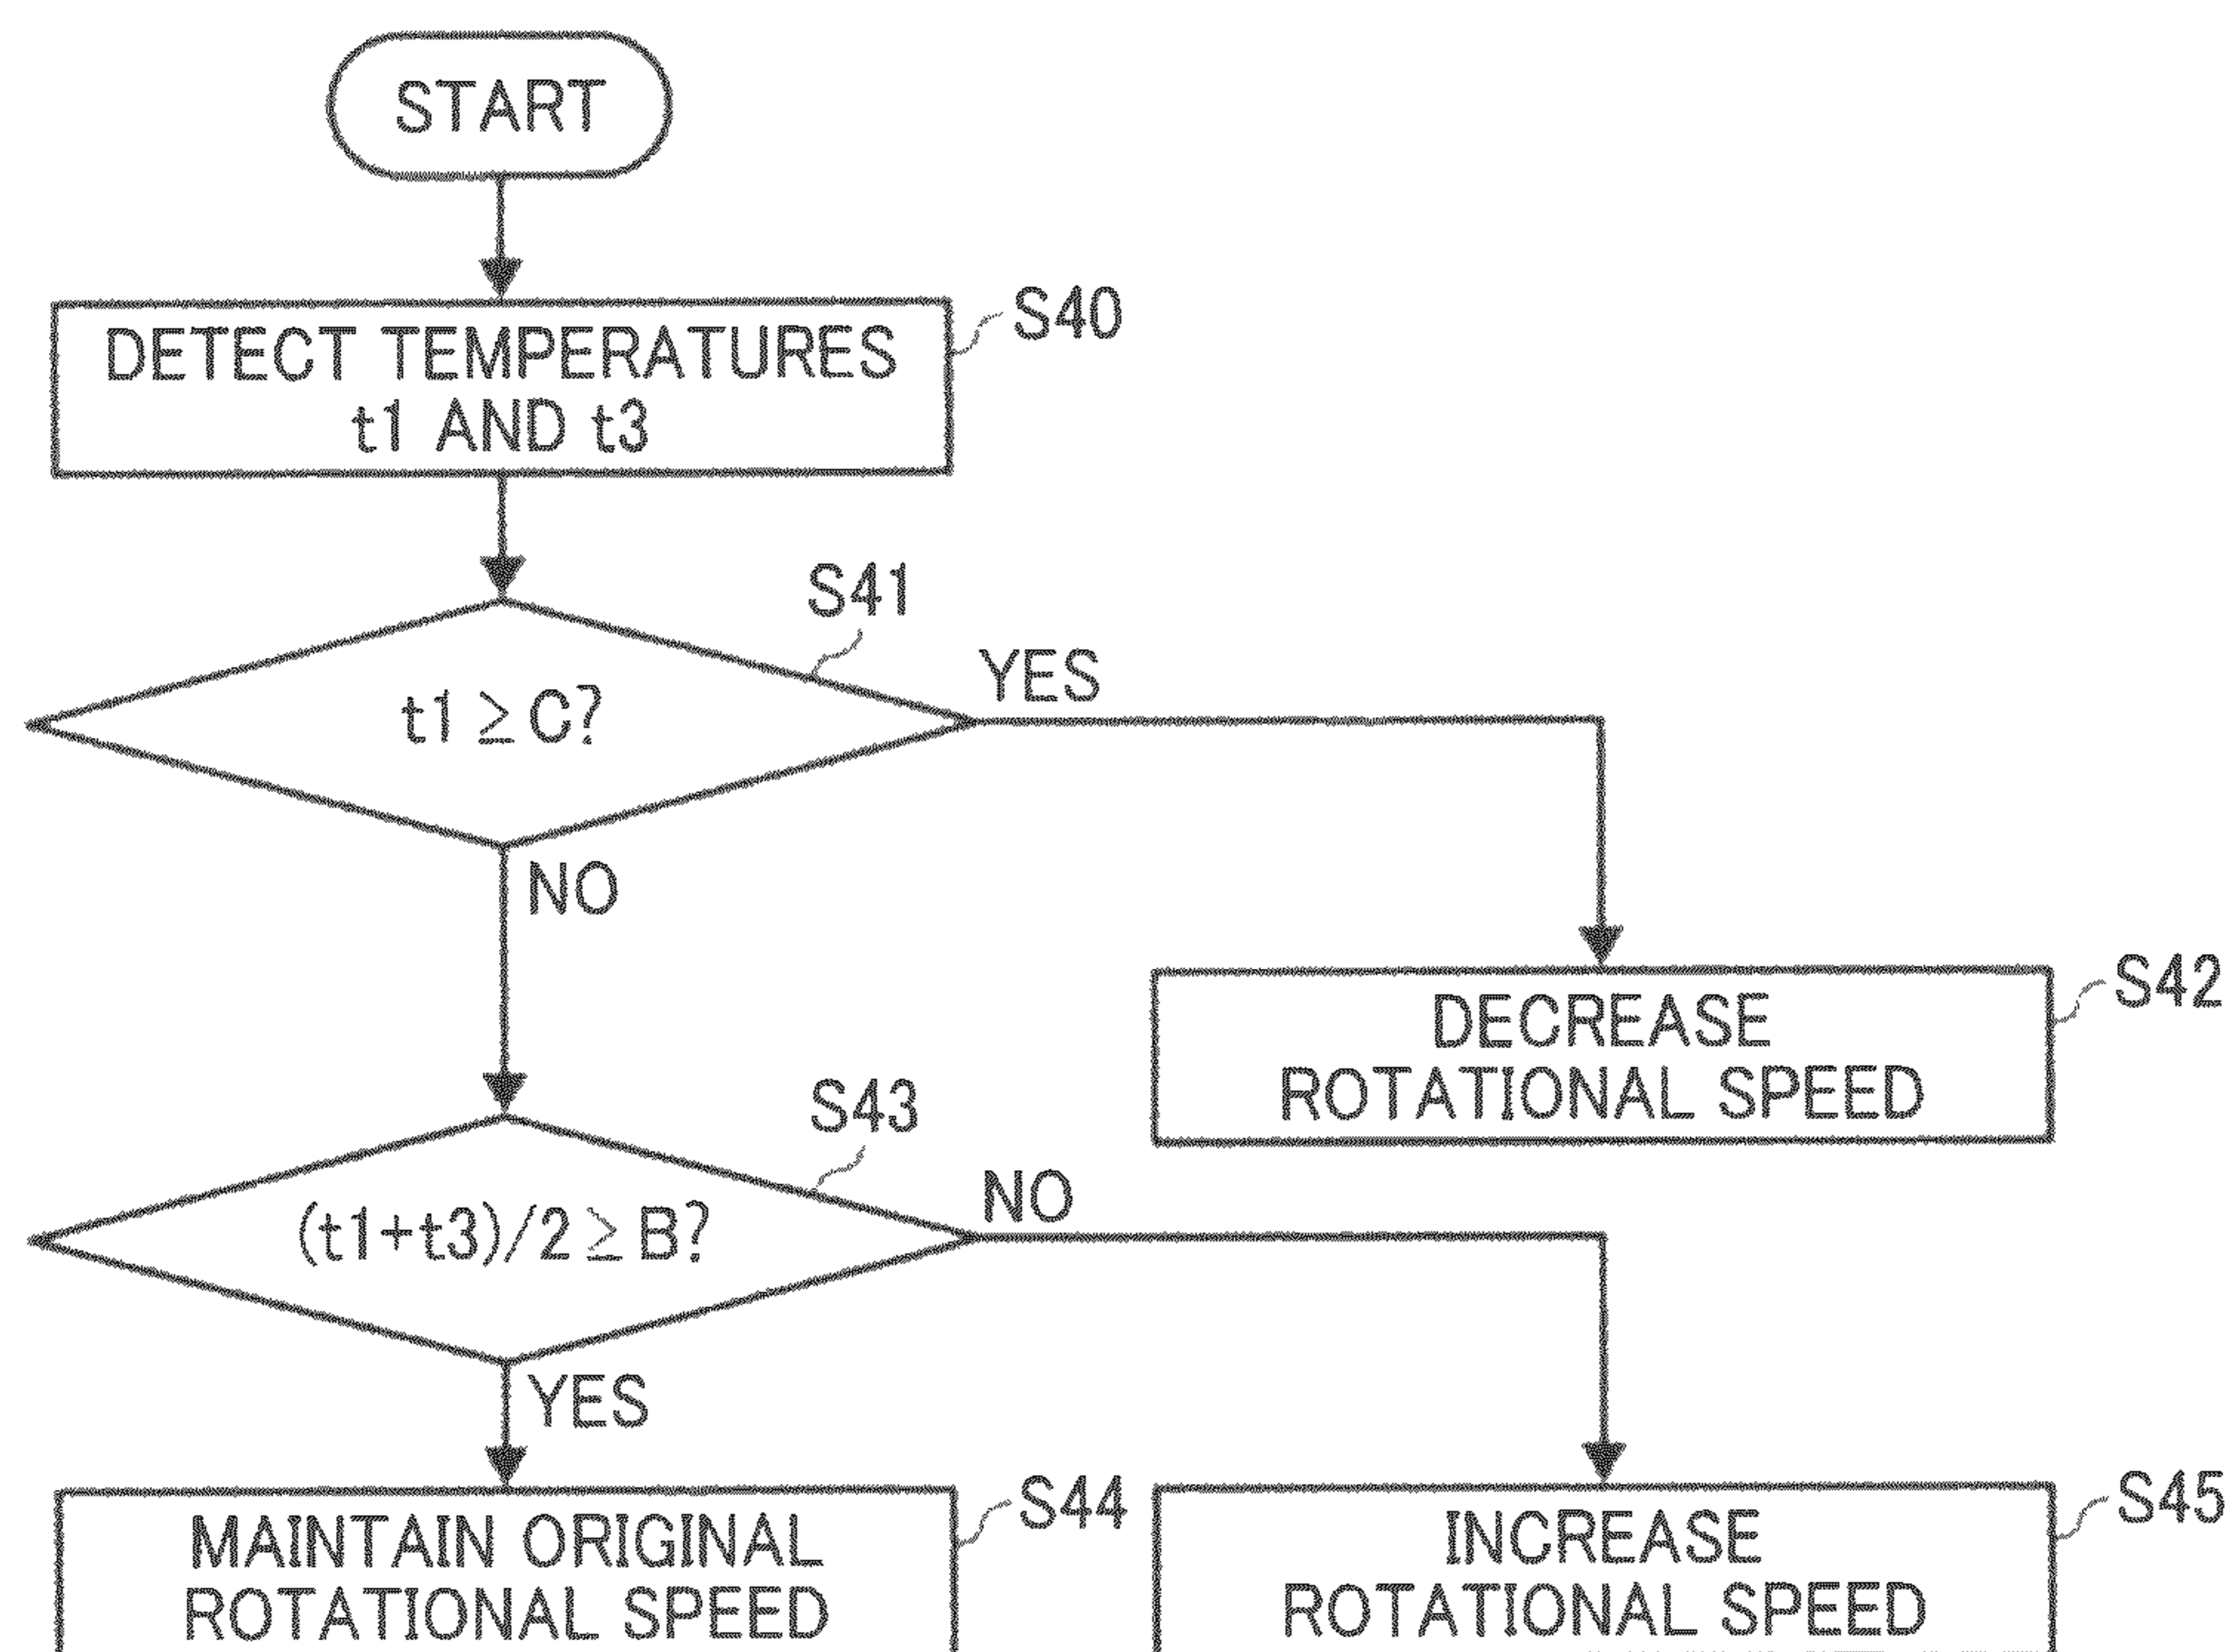 START
DETECT TEMPERATURES
t1 AND t3
S40
t1 ≥ C?
S41
YES
NO
DECREASE
ROTATIONAL SPEED
S42
(t1+t3)/2 ≥ B?
S43
NO
YES
MAINTAIN ORIGINAL
ROTATIONAL SPEED
S44
INCREASE
ROTATIONAL SPEED
S45